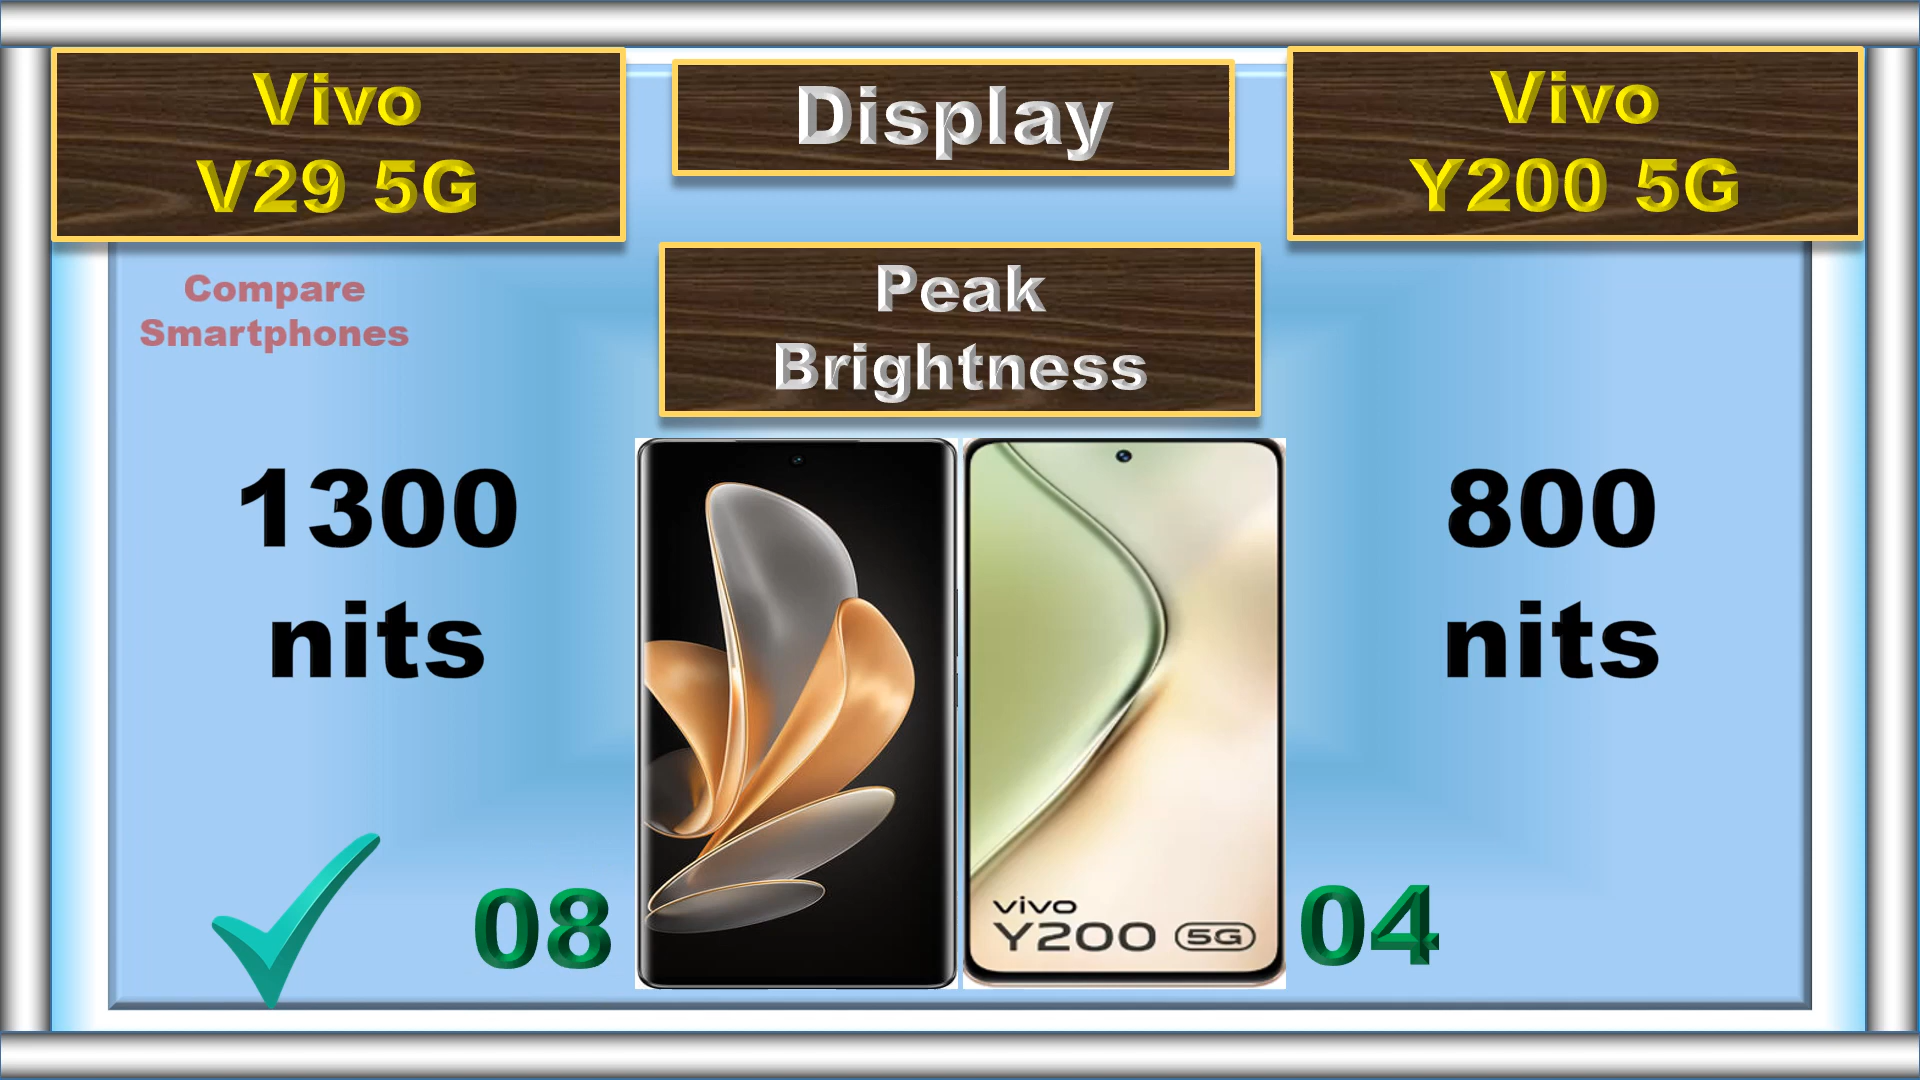 Vivo
V29 5G
Display
Vivo
Y200 5G
Compare
Smartphones
Peak
Brightness
1300
nits
800
nits
08
vivo
Y200 5G
04